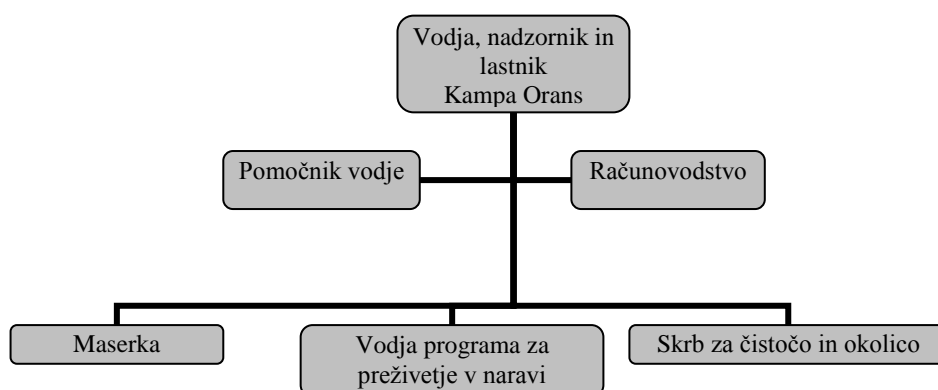 Vodja, nadzornik in
lastnik
Kampa Orans
Pomočnik vodje
Računovodstvo
Maserka
Vodja programa za
preživetje v naravi
Skrb za čistočo in okolico